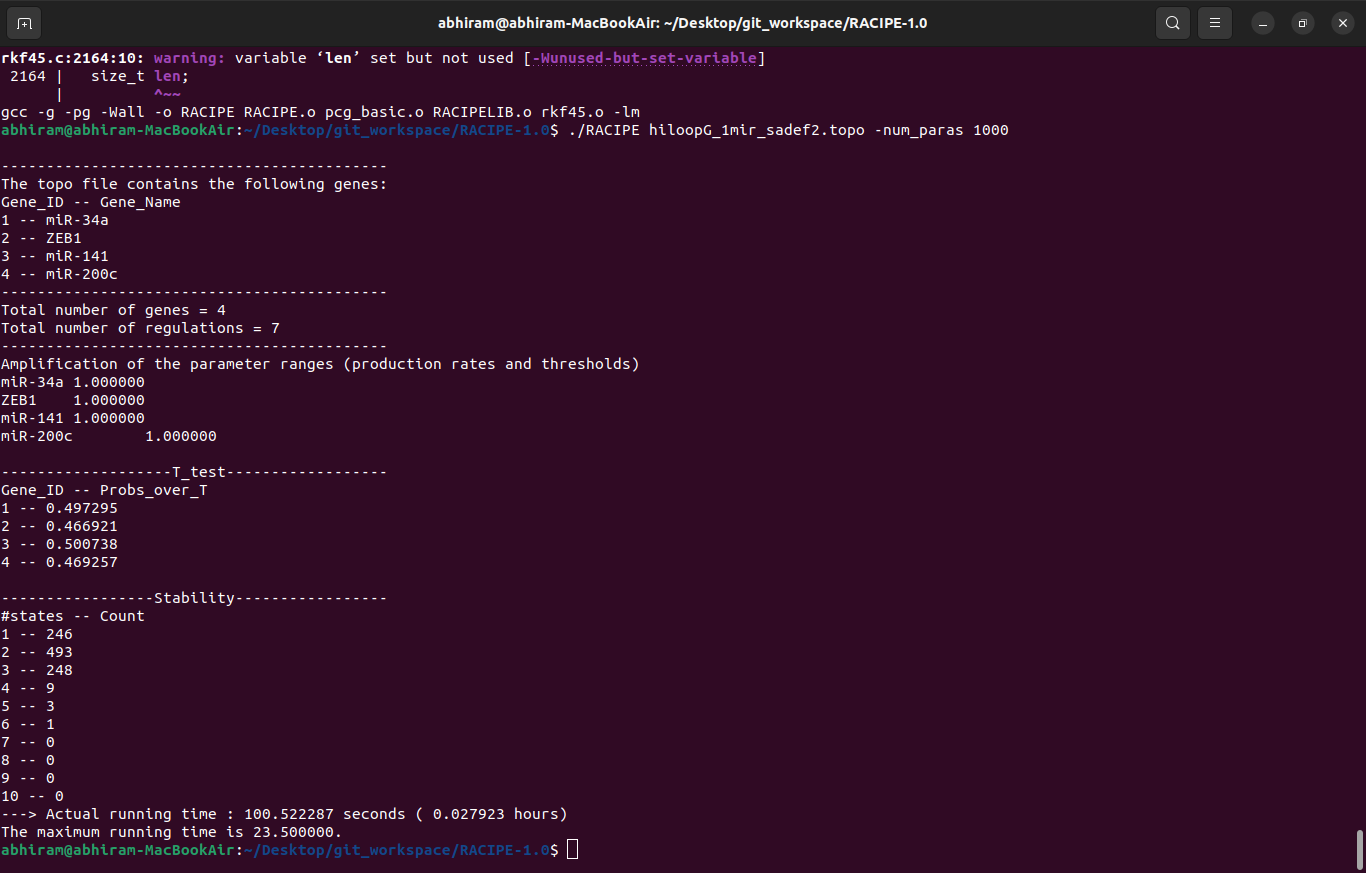 abhiram@abhiram-MacBookAir: ~/Desktop/git_workspace/RACIPE-1.0
rkf45.c:2164:10: warning: variable ‘len’ set but not used [-Wunused-but-set-variable]
 2164 |   size_t len;
      |          ^~~
gcc -g -pg -Wall -o RACIPE RACIPE.o pcg_basic.o RACIPELIB.o rkf45.o -lm
abhiram@abhiram-MacBookAir:~/Desktop/git_workspace/RACIPE-1.0$ ./RACIPE hiloopG_1mir_sadef2.topo -num_paras 1000
-------------------------------------------
The topo file contains the following genes:
Gene_ID -- Gene_Name
1 -- miR-34a
2 -- ZEB1
3 -- miR-141
4 -- miR-200c
-------------------------------------------
Total number of genes = 4
Total number of regulations = 7
-------------------------------------------
Amplification of the parameter ranges (production rates and thresholds)
miR-34a 1.000000
ZEB1    1.000000
miR-141 1.000000
miR-200c        1.000000
-------------------T_test------------------
Gene_ID -- Probs_over_T
1 -- 0.497295
2 -- 0.466921
3 -- 0.500738
4 -- 0.469257
-----------------Stability-----------------
#states -- Count
1 -- 246
2 -- 493
3 -- 248
4 -- 9
5 -- 3
6 -- 1
7 -- 0
8 -- 0
9 -- 0
10 -- 0
---> Actual running time : 100.522287 seconds ( 0.027923 hours)
The maximum running time is 23.500000.
abhiram@abhiram-MacBookAir:~/Desktop/git_workspace/RACIPE-1.0$